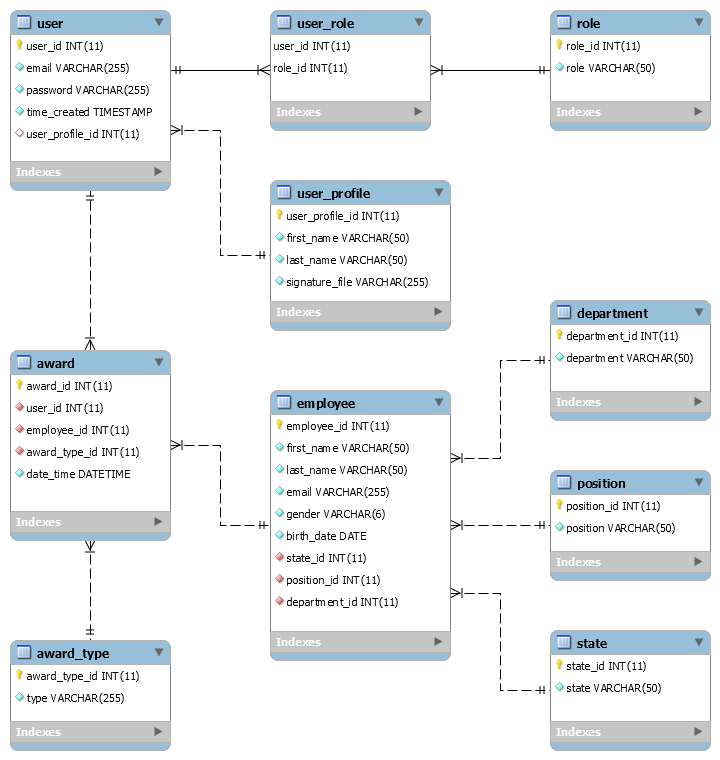 user
user_id INT(11)
email VARCHAR(255)
password VARCHAR(255)
time_created TIMESTAMP
user_profile_id INT(11)
Indexes
user_role
user_id INT(11)
role_id INT(11)
Indexes
role
role_id INT(11)
role VARCHAR(50)
Indexes
user_profile
user_profile_id INT(11)
first_name VARCHAR(50)
last_name VARCHAR(50)
signature_file VARCHAR(255)
Indexes
department
department_id INT(11)
department VARCHAR(50)
Indexes
award
award_id INT(11)
user_id INT(11)
employee_id INT(11)
award_type_id INT(11)
date_time DATETIME
Indexes
employee
employee_id INT(11)
first_name VARCHAR(50)
last_name VARCHAR(50)
email VARCHAR(255)
gender VARCHAR(6)
birth_date DATE
state_id INT(11)
position_id INT(11)
department_id INT(11)
Indexes
position
position_id INT(11)
position VARCHAR(50)
Indexes
award_type
award_type_id INT(11)
type VARCHAR(255)
Indexes
state
state_id INT(11)
state VARCHAR(50)
Indexes